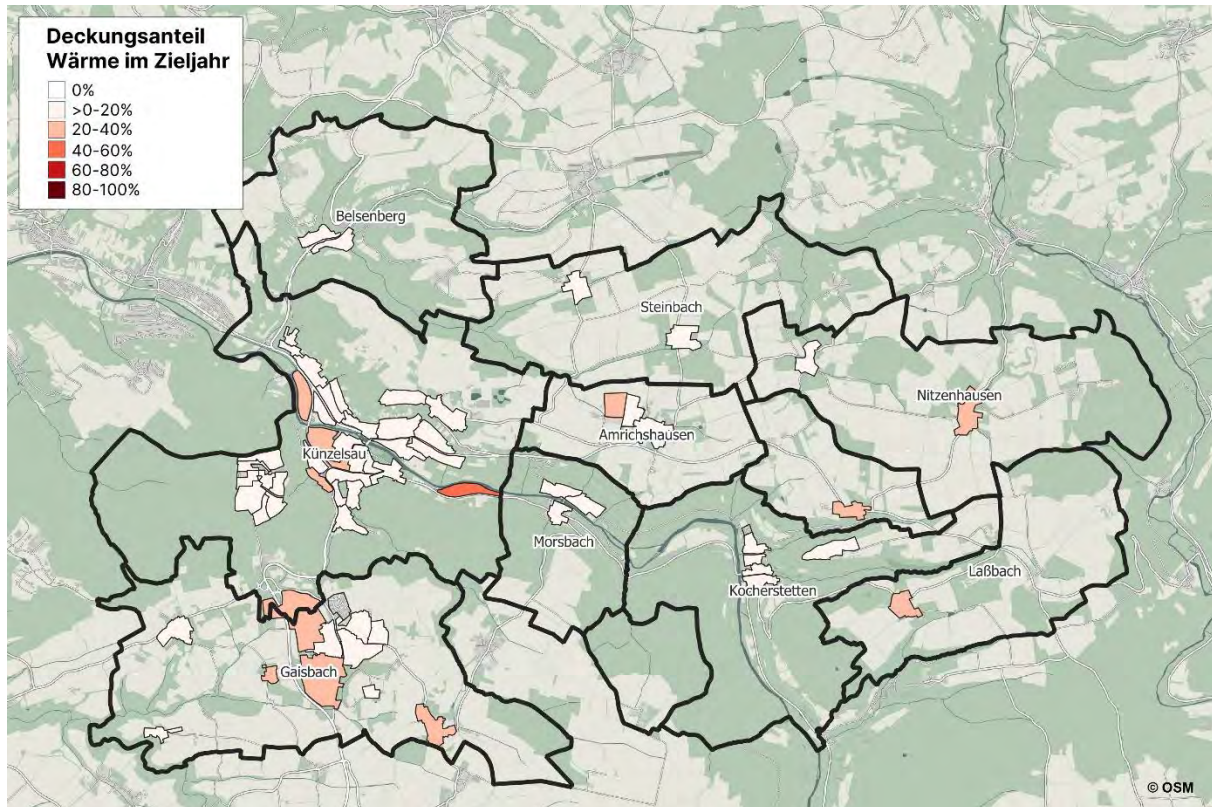 Deckungsanteil
Wärme im Zieljahr
0%
>0-20%
20-40%
40-60%
60-80%
80-100%
Belsenberg
Steinbach
Nitzenhausen
Amrichshausen
Künzelsau
Morsbach
Laßbach
Kocherstetten
Gaisbach
© OSM